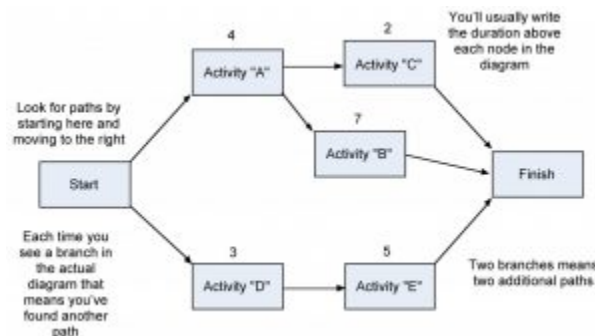 4
2
You'll usually write
the duration above
each node in the
diagram
Activity "A"
Activity "C"
Look for paths by
starting here and
moving to the right
7
Activity "B"
Start
Finish
Each time you
see a branch in
the actual
diagram that
means you've
found another
path
3
5
Activity "D"
Activity "E"
Two branches means
two additional paths